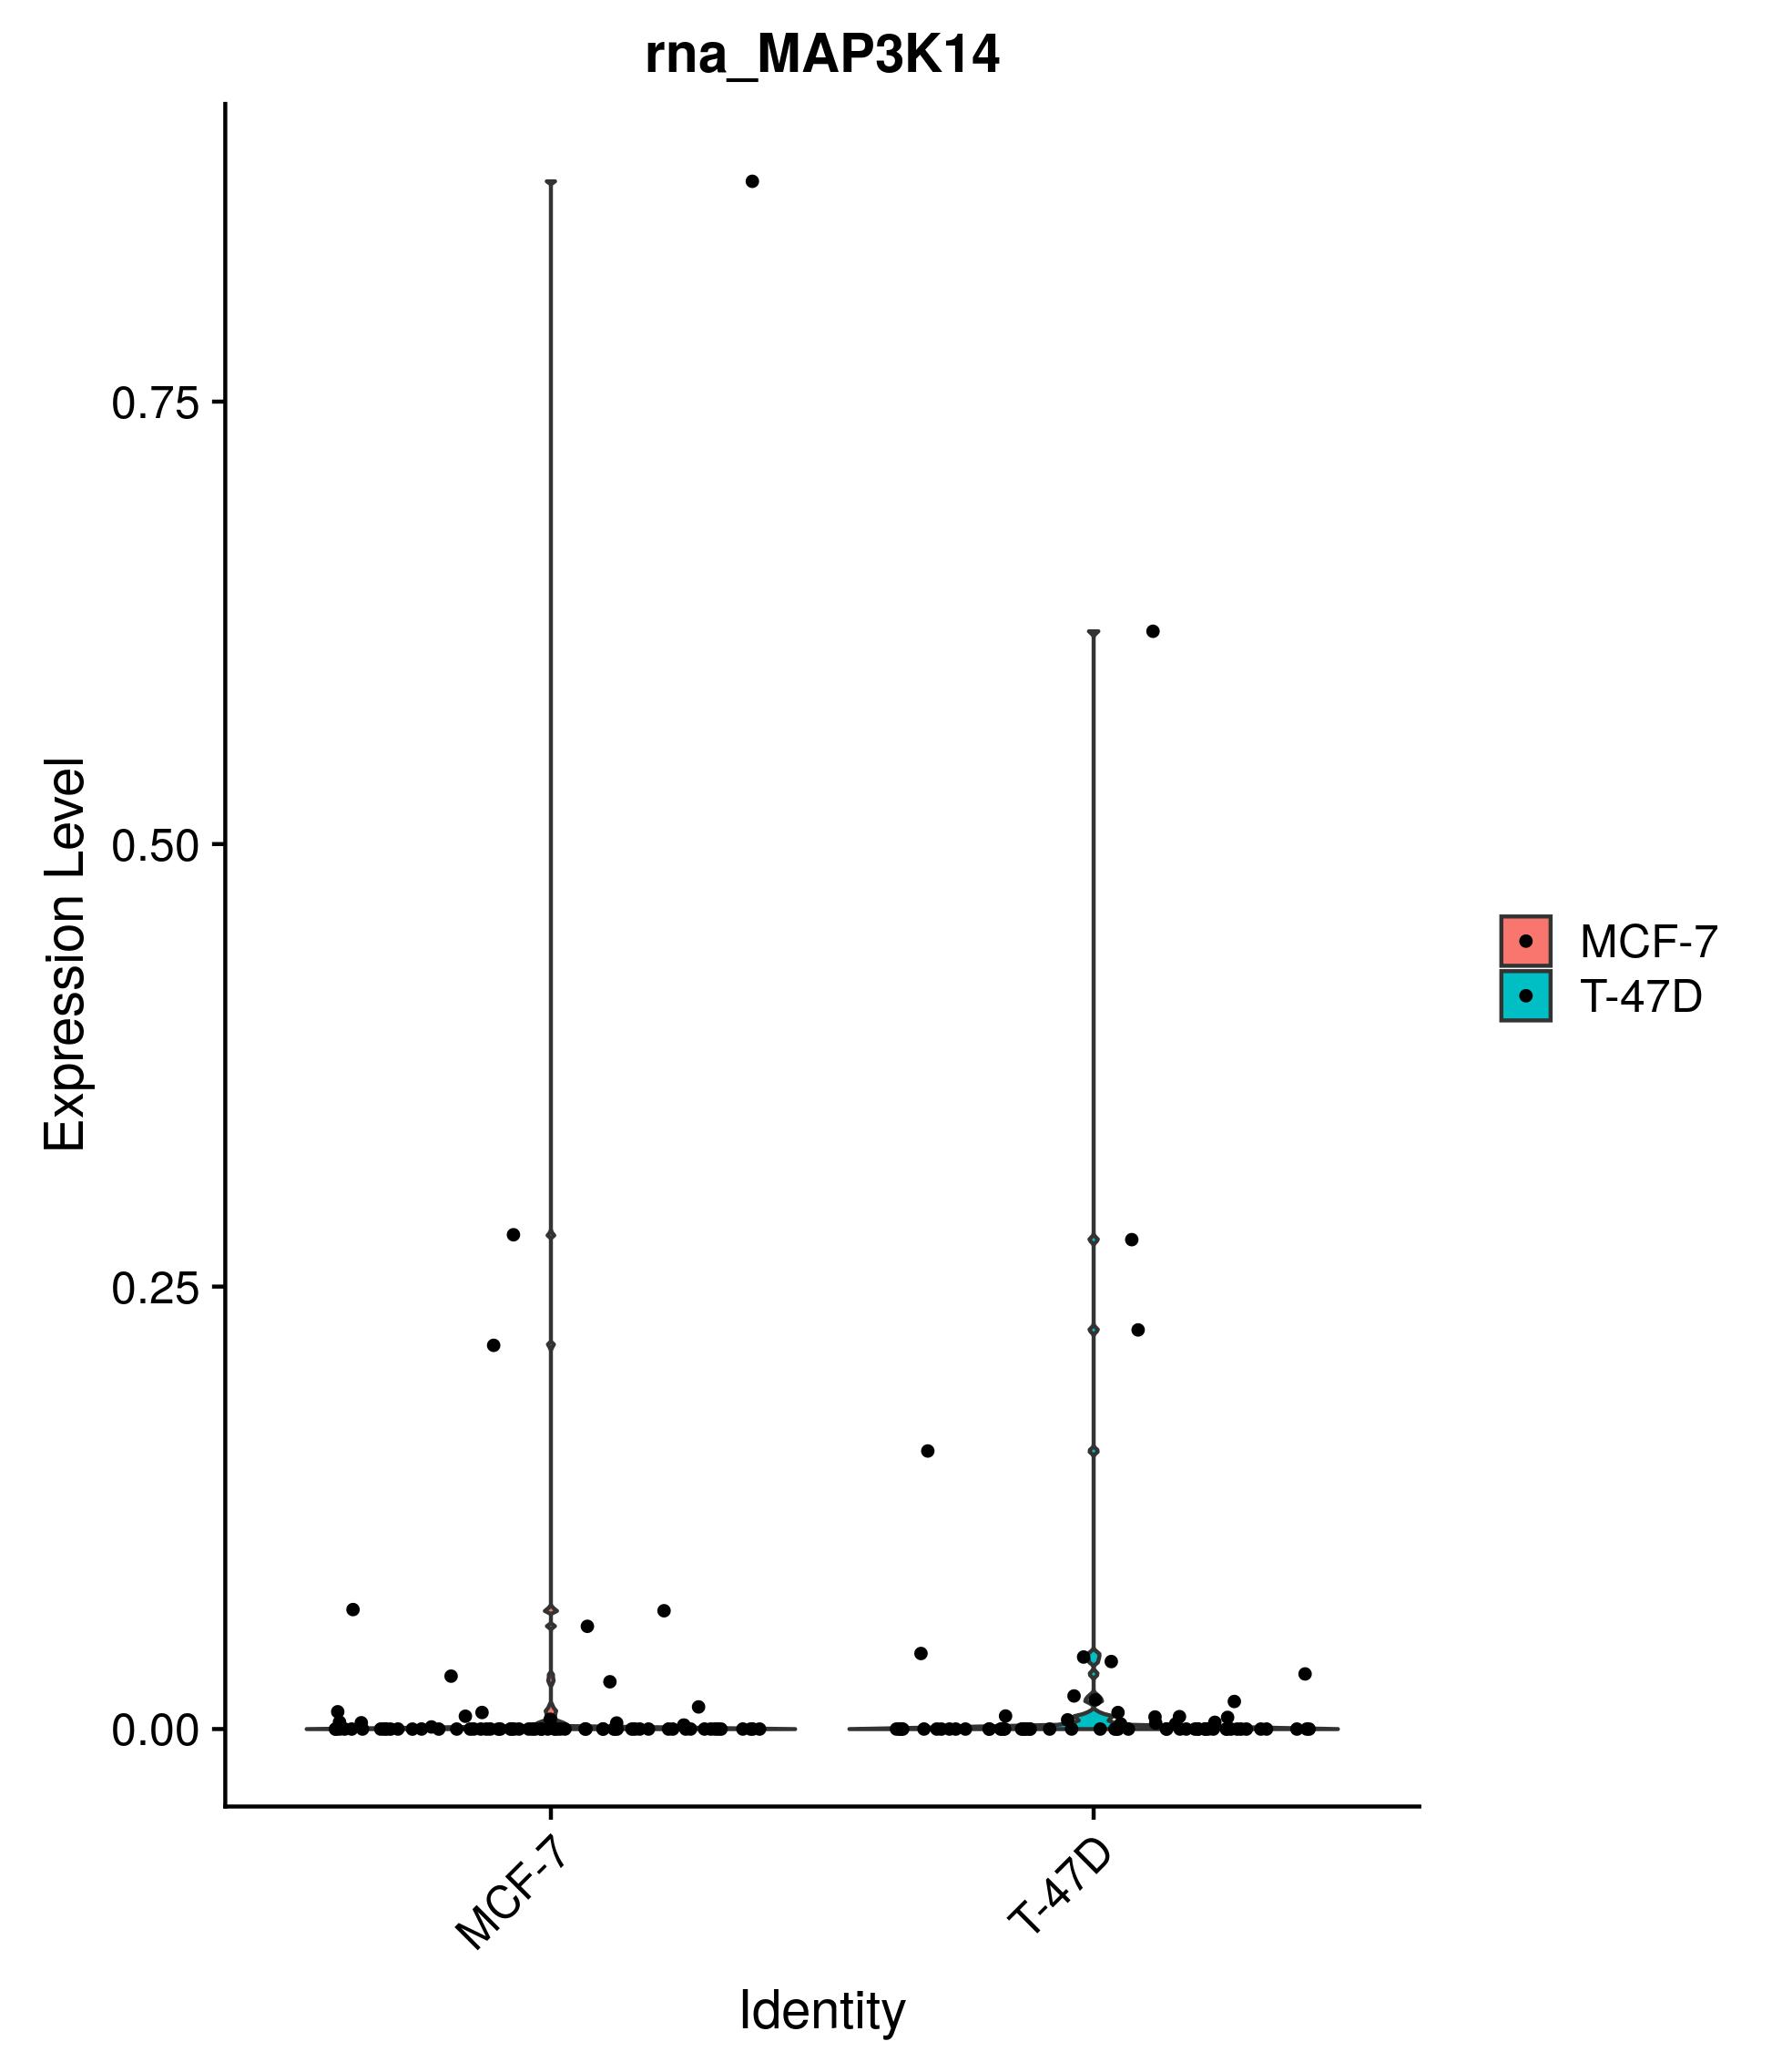 rna_MAP3K14
Expression Level
0.75
0.50
0.25
0.00
MCF-7
T-47D
Identity
MCF-7
T-47D